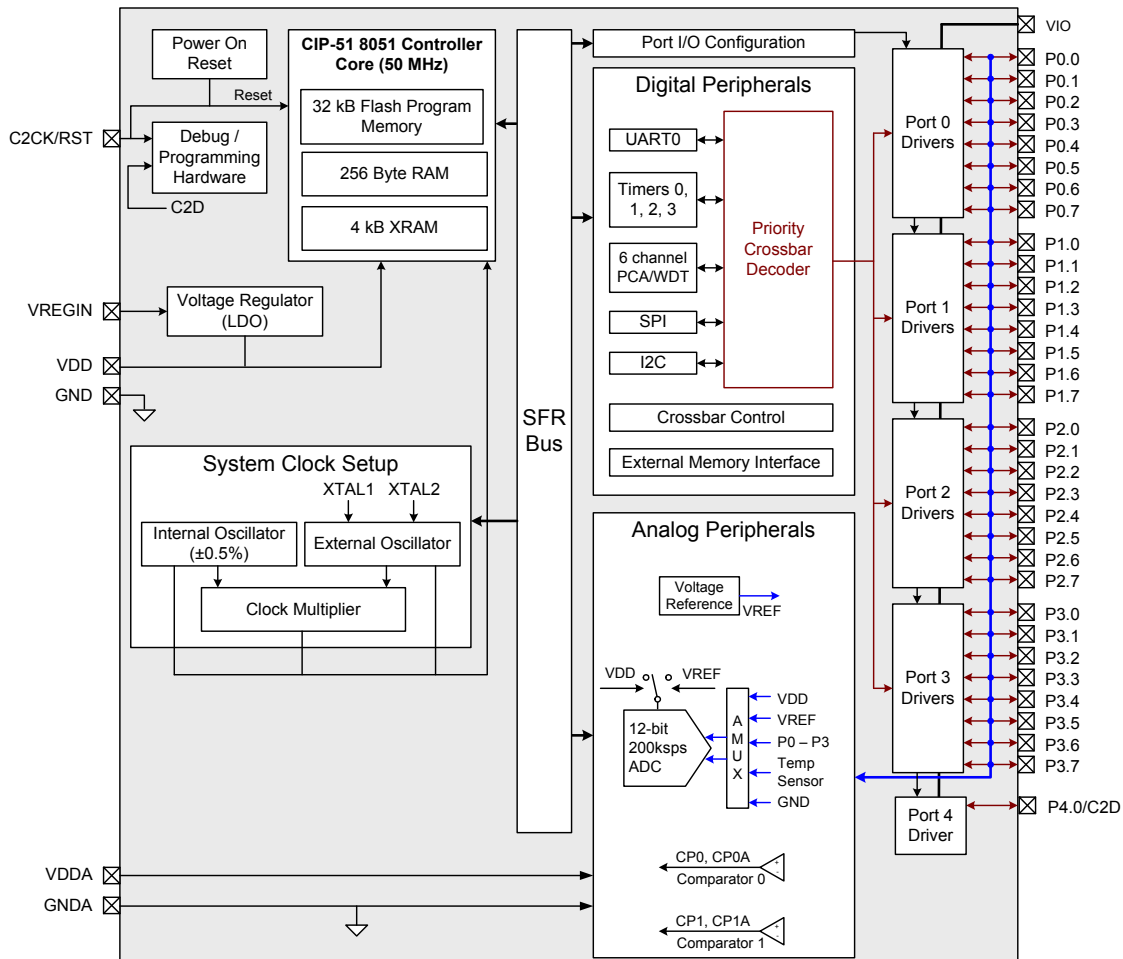 Power On
Reset
Reset
C2CK/RST
Debug /
Programming
Hardware
C2D
CIP-51 8051 Controller
Core (50 MHz)
32 kB Flash Program
Memory
256 Byte RAM
4 kB XRAM
VREGIN
Voltage Regulator
(LDO)
VDD
GND
System Clock Setup
XTAL1
XTAL2
Internal Oscillator
(±0.5%)
External Oscillator
Clock Multiplier
VDDA
GNDA
SFR
Bus
Port I/O Configuration
Digital Peripherals
UART0
Timers 0,
1, 2, 3
6 channel
PCA/WDT
SPI
I2C
Priority
Crossbar
Decoder
Crossbar Control
External Memory Interface
Analog Peripherals
Voltage
Reference
VREF
VDD
VREF
12-bit
200ksps
ADC
A
M
U
X
VDD
VREF
P0 – P3
Temp
Sensor
GND
CP0, CP0A
+
-
Comparator 0
CP1, CP1A
+
-
Comparator 1
Port 0
Drivers
Port 1
Drivers
Port 2
Drivers
Port 3
Drivers
Port 4
Driver
VIO
P0.0
P0.1
P0.2
P0.3
P0.4
P0.5
P0.6
P0.7
P1.0
P1.1
P1.2
P1.3
P1.4
P1.5
P1.6
P1.7
P2.0
P2.1
P2.2
P2.3
P2.4
P2.5
P2.6
P2.7
P3.0
P3.1
P3.2
P3.3
P3.4
P3.5
P3.6
P3.7
P4.0/C2D